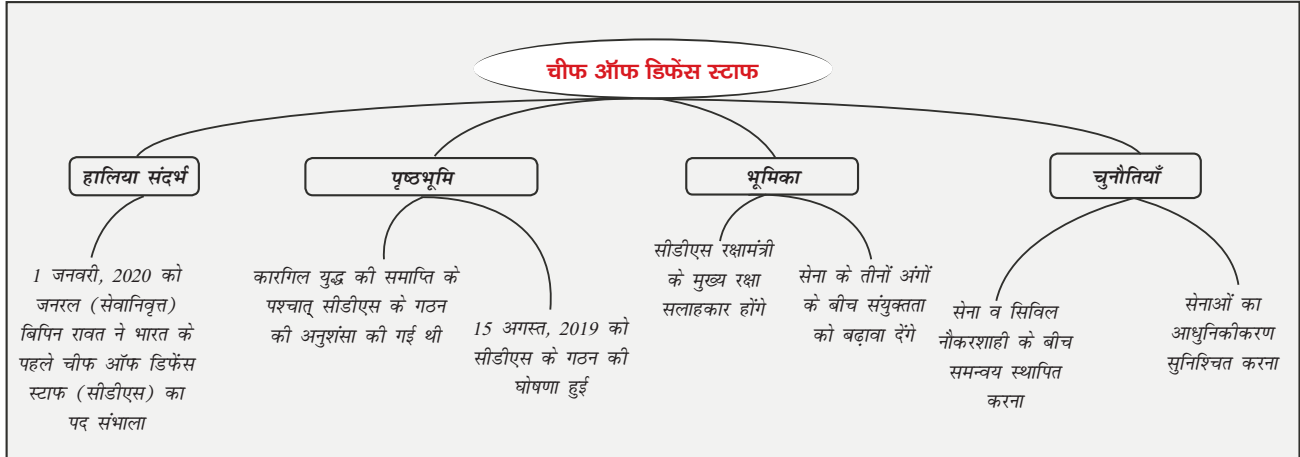 चीफ ऑफ डिफेंस स्टाफ
हालिया संदर्भ
1 जनवरी, 2020 को
जनरल (सेवानिवृत्त)
बिपिन रावत ने भारत के
पहले चीफ ऑफ डिफेंस
स्टाफ (सीडीएस) का
पद संभाला
पृष्ठभूमि
कारगिल युद्ध की समाप्ति के
पश्चात् सीडीएस के गठन
की अनुशंसा की गई थी
15 अगस्त, 2019 को
सीडीएस के गठन की
घोषणा हुई
भूमिका
सीडीएस रक्षामंत्री
के मुख्य रक्षा
सलाहकार होंगे
सेना के तीनों अंगों
के बीच संयुक्तता
को बढ़ावा देंगे
चुनौतियाँ
सेना व सिविल
नौकरशाही के बीच
समन्वय स्थापित
करना
सेनाओं का
आधुनिकीकरण
सुनिश्चित करना